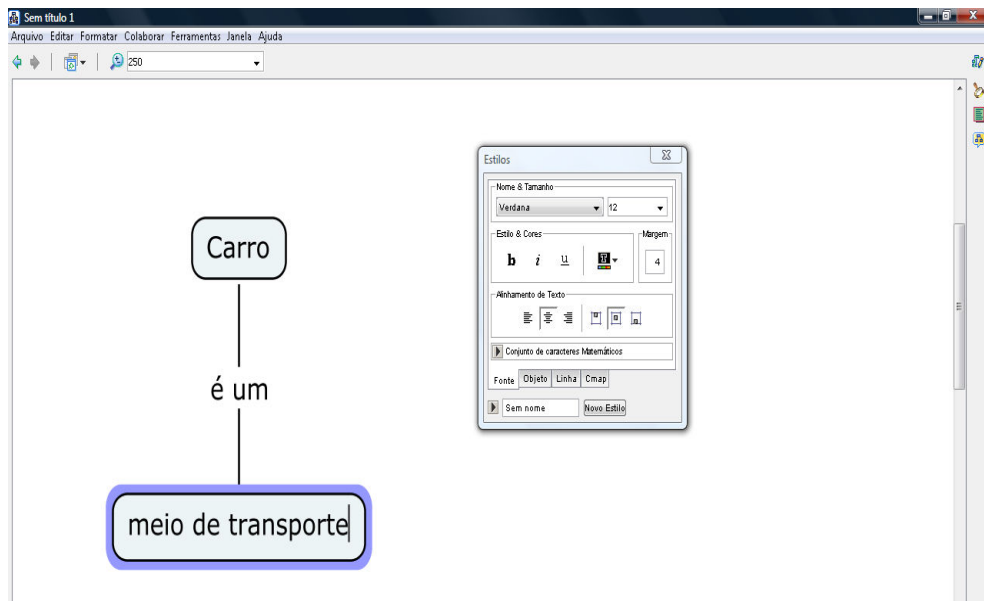 Sem título 1
Arquivo Editar Formatar Colaborar Ferramentas Janela Ajuda
250
Estilos
Nome & Tamanho
Verdana 12
Estilo & Cores Margem
b i u T 4
Alinhamento de Texto
Conjunto de caracteres Matemáticos
Fonte Objeto Linha Cmap
Sem nome Novo Estilo
Carro
é um
meio de transporte